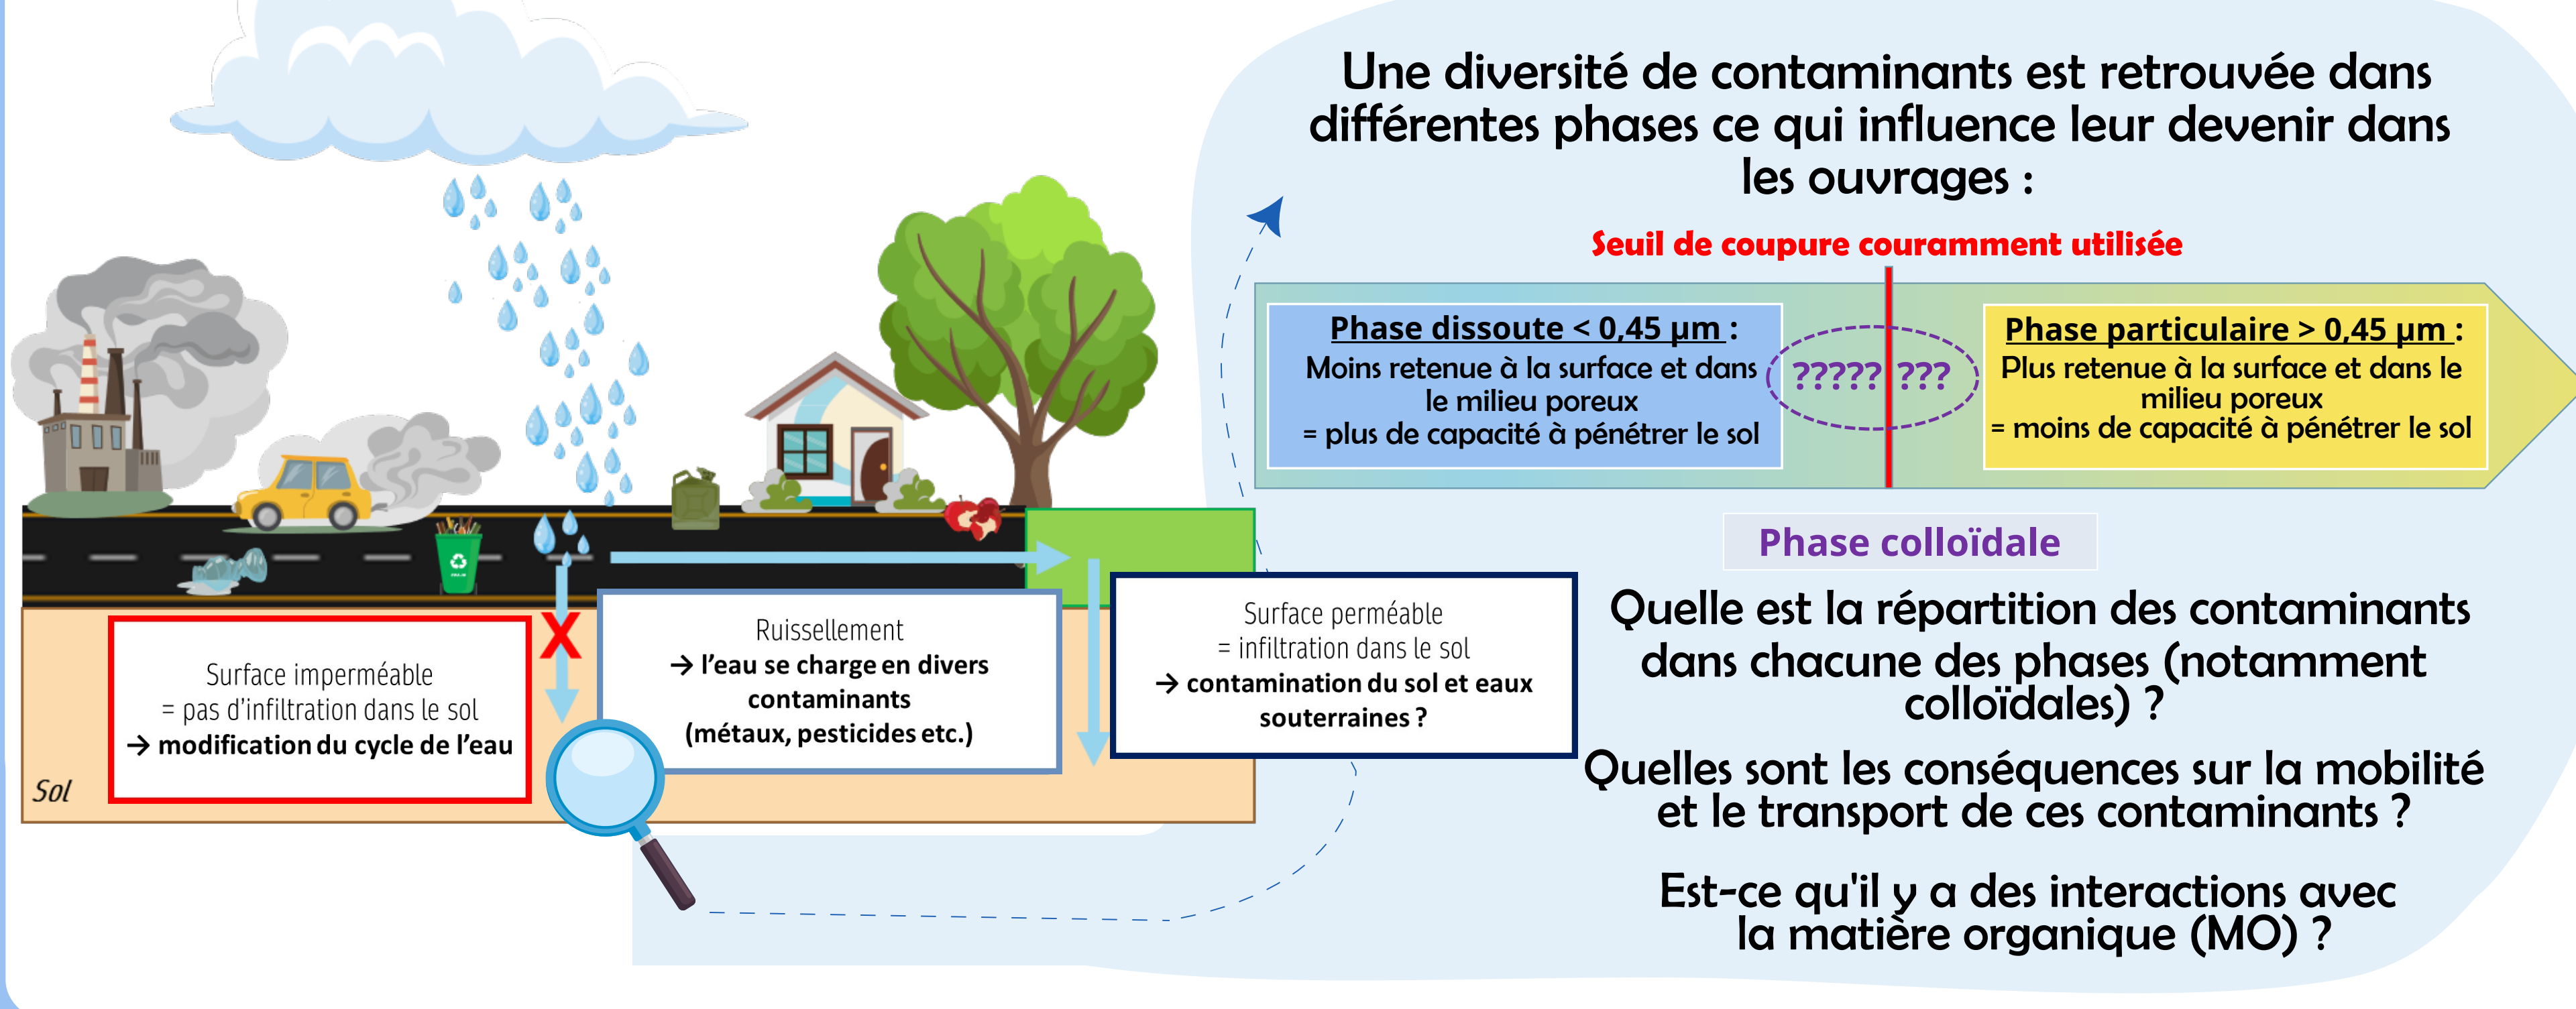 Une diversité de contaminants est retrouvée dans
différentes phases ce qui influence leur devenir dans
les ouvrages :
Seuil de coupure couramment utilisée
Phase dissoute < 0,45 µm :
Moins retenue à la surface et dans
le milieu poreux
= plus de capacité à pénétrer le sol
????? ???
Phase particulaire > 0,45 µm :
Plus retenue à la surface et dans le
milieu poreux
= moins de capacité à pénétrer le sol
Phase colloïdale
Quelle est la répartition des contaminants
dans chacune des phases (notamment
colloïdales) ?
Quelles sont les conséquences sur la mobilité
et le transport de ces contaminants ?
Est-ce qu'il y a des interactions avec
la matière organique (MO) ?
Surface imperméable
= pas d’infiltration dans le sol
→ modification du cycle de l’eau
X
Ruissellement
→ l’eau se charge en divers
contaminants
(métaux, pesticides etc.)
Surface perméable
= infiltration dans le sol
→ contamination du sol et eaux
souterraines ?
Sol